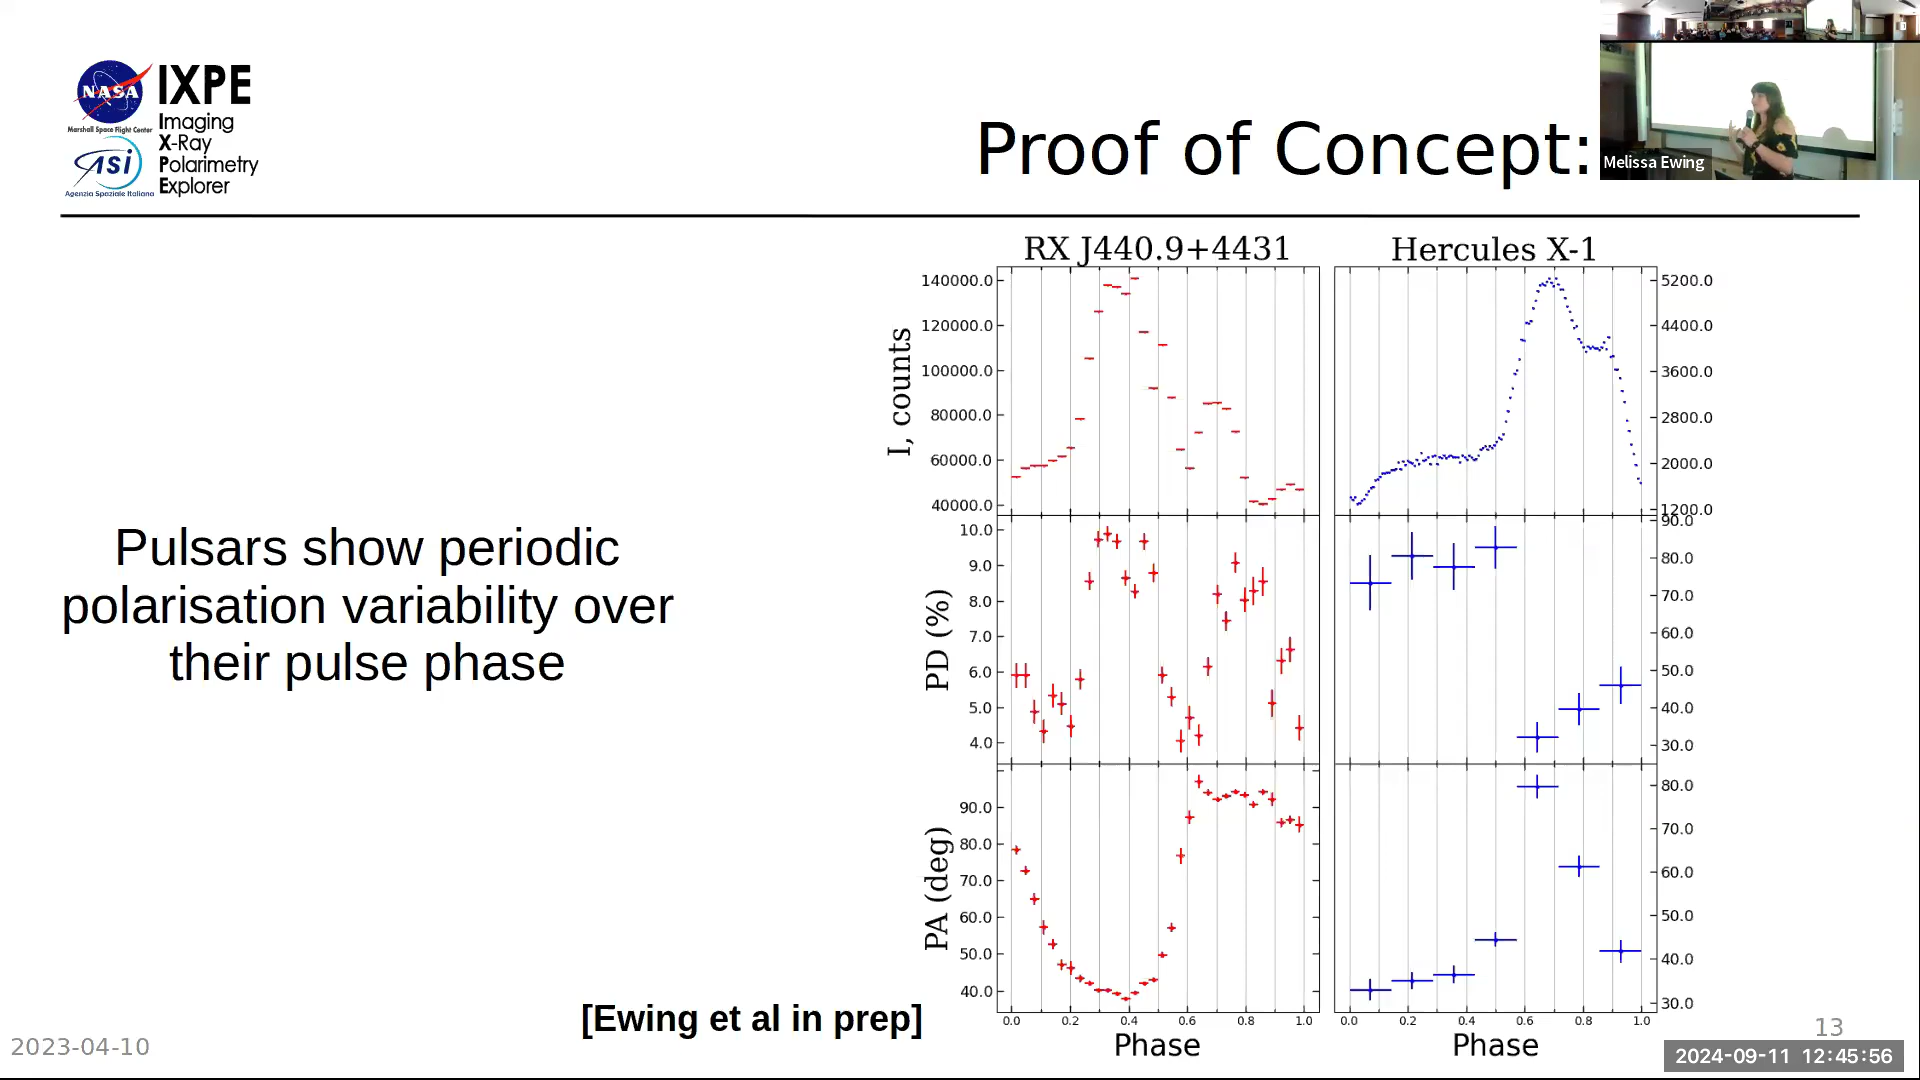 NASA
Marshall Space Flight Center
asi
Agenzia Spaziale Italiana
IXPE
Imaging
X-Ray
Polarimetry
Explorer
Proof of Concept:
Melissa Ewing
Pulsars show periodic
polarisation variability over
their pulse phase
[Ewing et al in prep]
RX J440.9+4431
Hercules X-1
I, counts
140000.0
120000.0
100000.0
80000.0
60000.0
40000.0
5200.0
4400.0
3600.0
2800.0
2000.0
1200.0
PD (%)
10.0
9.0
8.0
7.0
6.0
5.0
4.0
90.0
80.0
70.0
60.0
50.0
40.0
30.0
PA (deg)
90.0
80.0
70.0
60.0
50.0
40.0
80.0
70.0
60.0
50.0
40.0
30.0
0.0 0.2 0.4 0.6 0.8 1.0
0.0 0.2 0.4 0.6 0.8 1.0
Phase
Phase
2023-04-10
13
2024-09-11 12:45:56